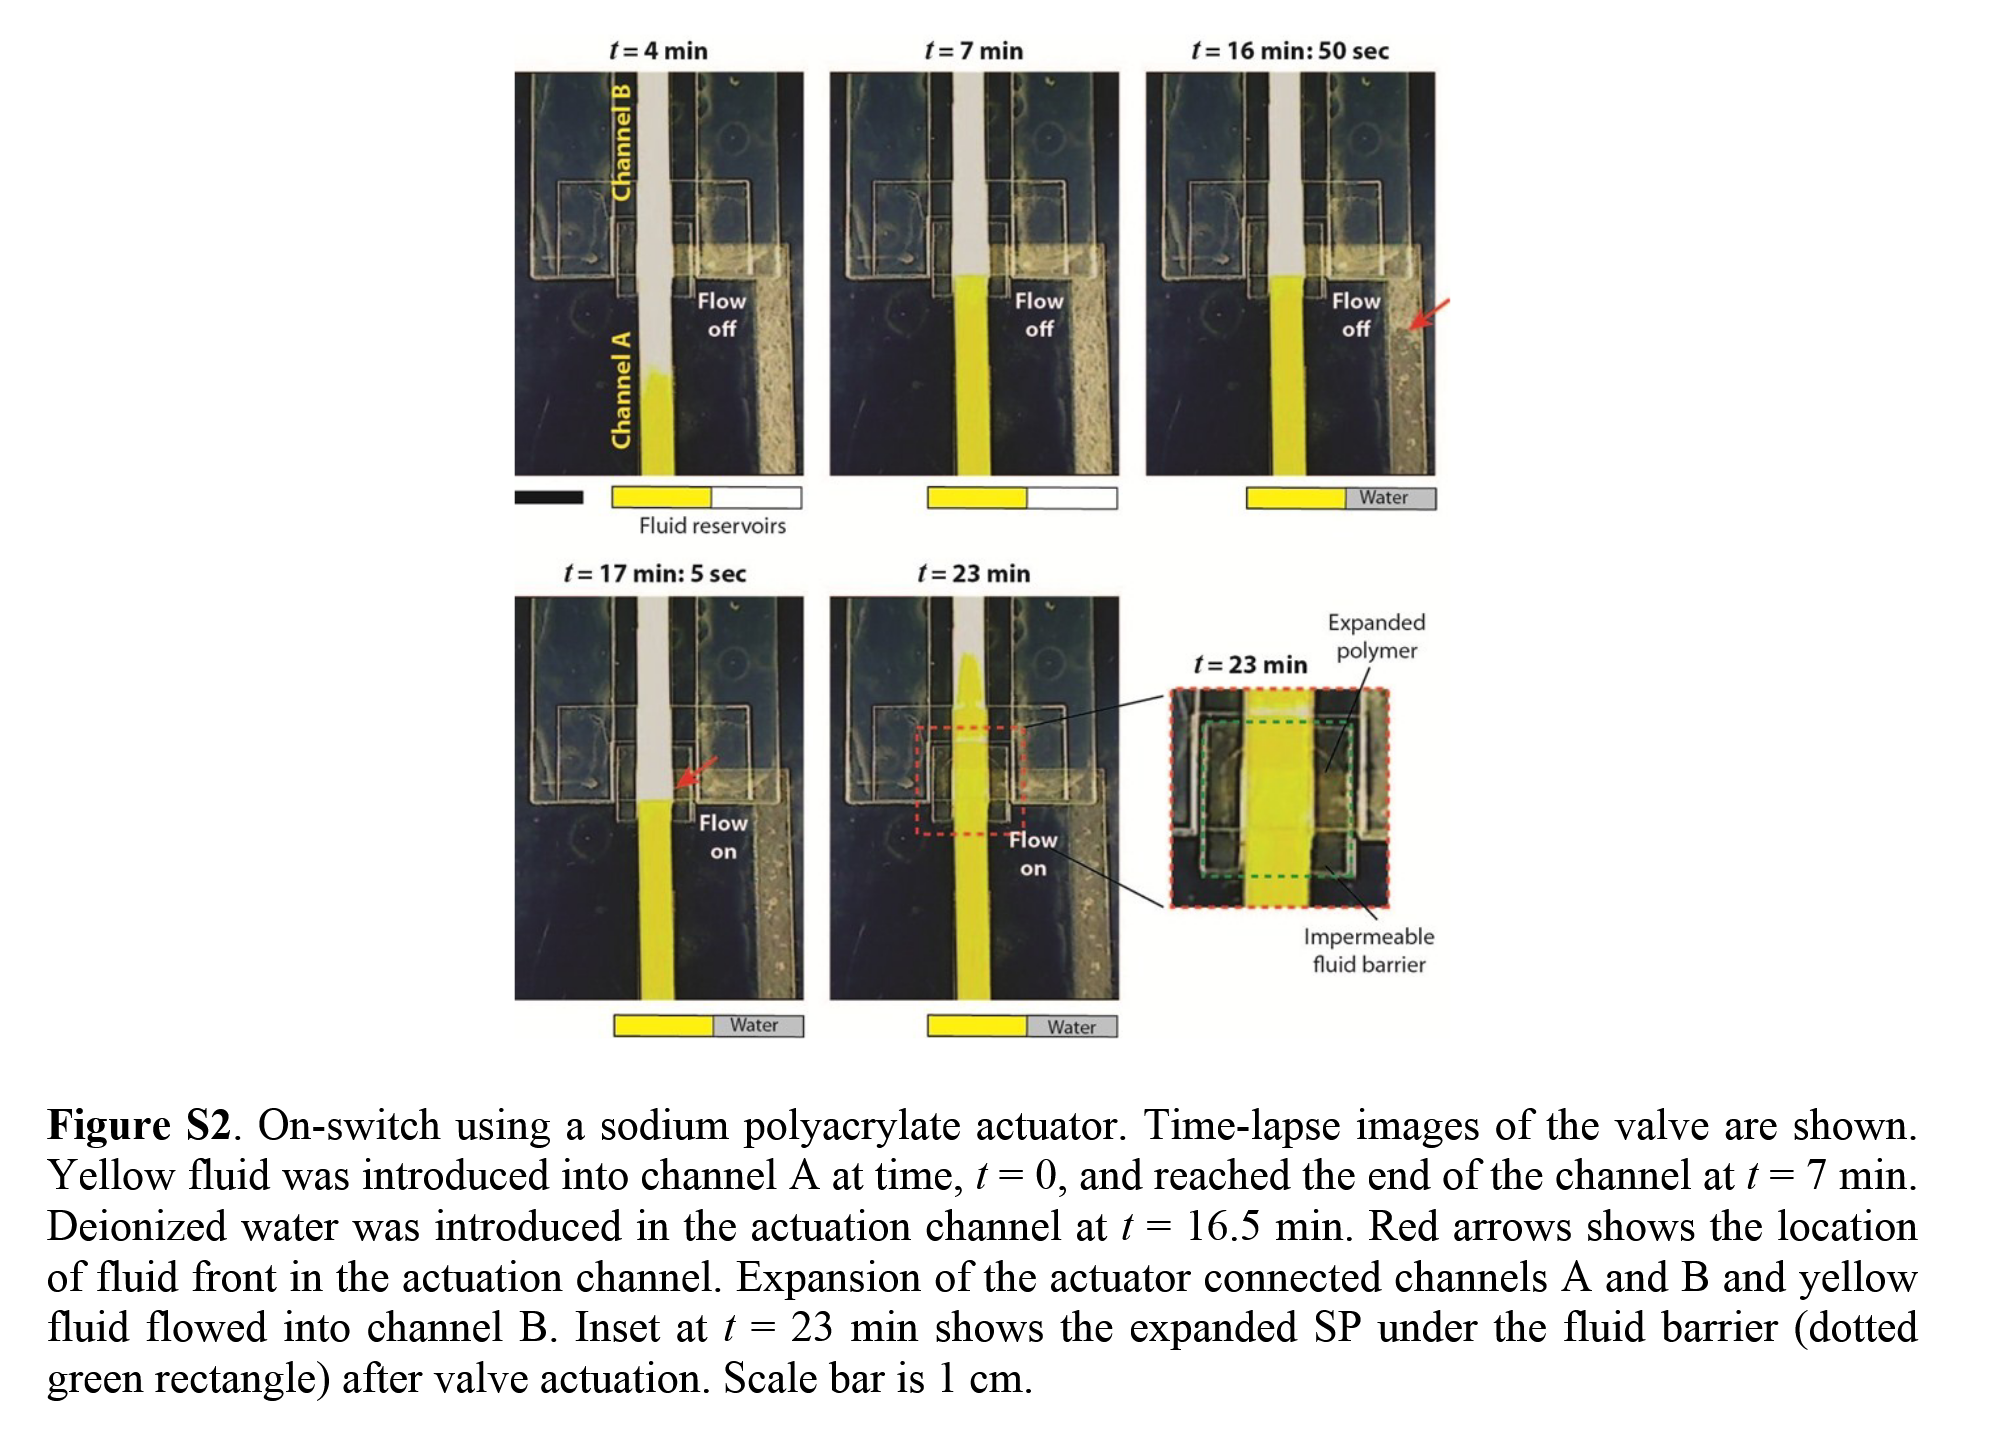 t = 4 min
t = 7 min
t = 16 min: 50 sec
Channel B
Channel A
Flow
off
Flow
off
Flow
off
Fluid reservoirs
Water
t = 17 min: 5 sec
t = 23 min
Expanded
polymer
t = 23 min
Flow
on
Flow
on
Impermeable
fluid barrier
Water
Water
Figure S2. On-switch using a sodium polyacrylate actuator. Time-lapse images of the valve are shown.
Yellow fluid was introduced into channel A at time, t = 0, and reached the end of the channel at t = 7 min.
Deionized water was introduced in the actuation channel at t = 16.5 min. Red arrows shows the location
of fluid front in the actuation channel. Expansion of the actuator connected channels A and B and yellow
fluid flowed into channel B. Inset at t = 23 min shows the expanded SP under the fluid barrier (dotted
green rectangle) after valve actuation. Scale bar is 1 cm.